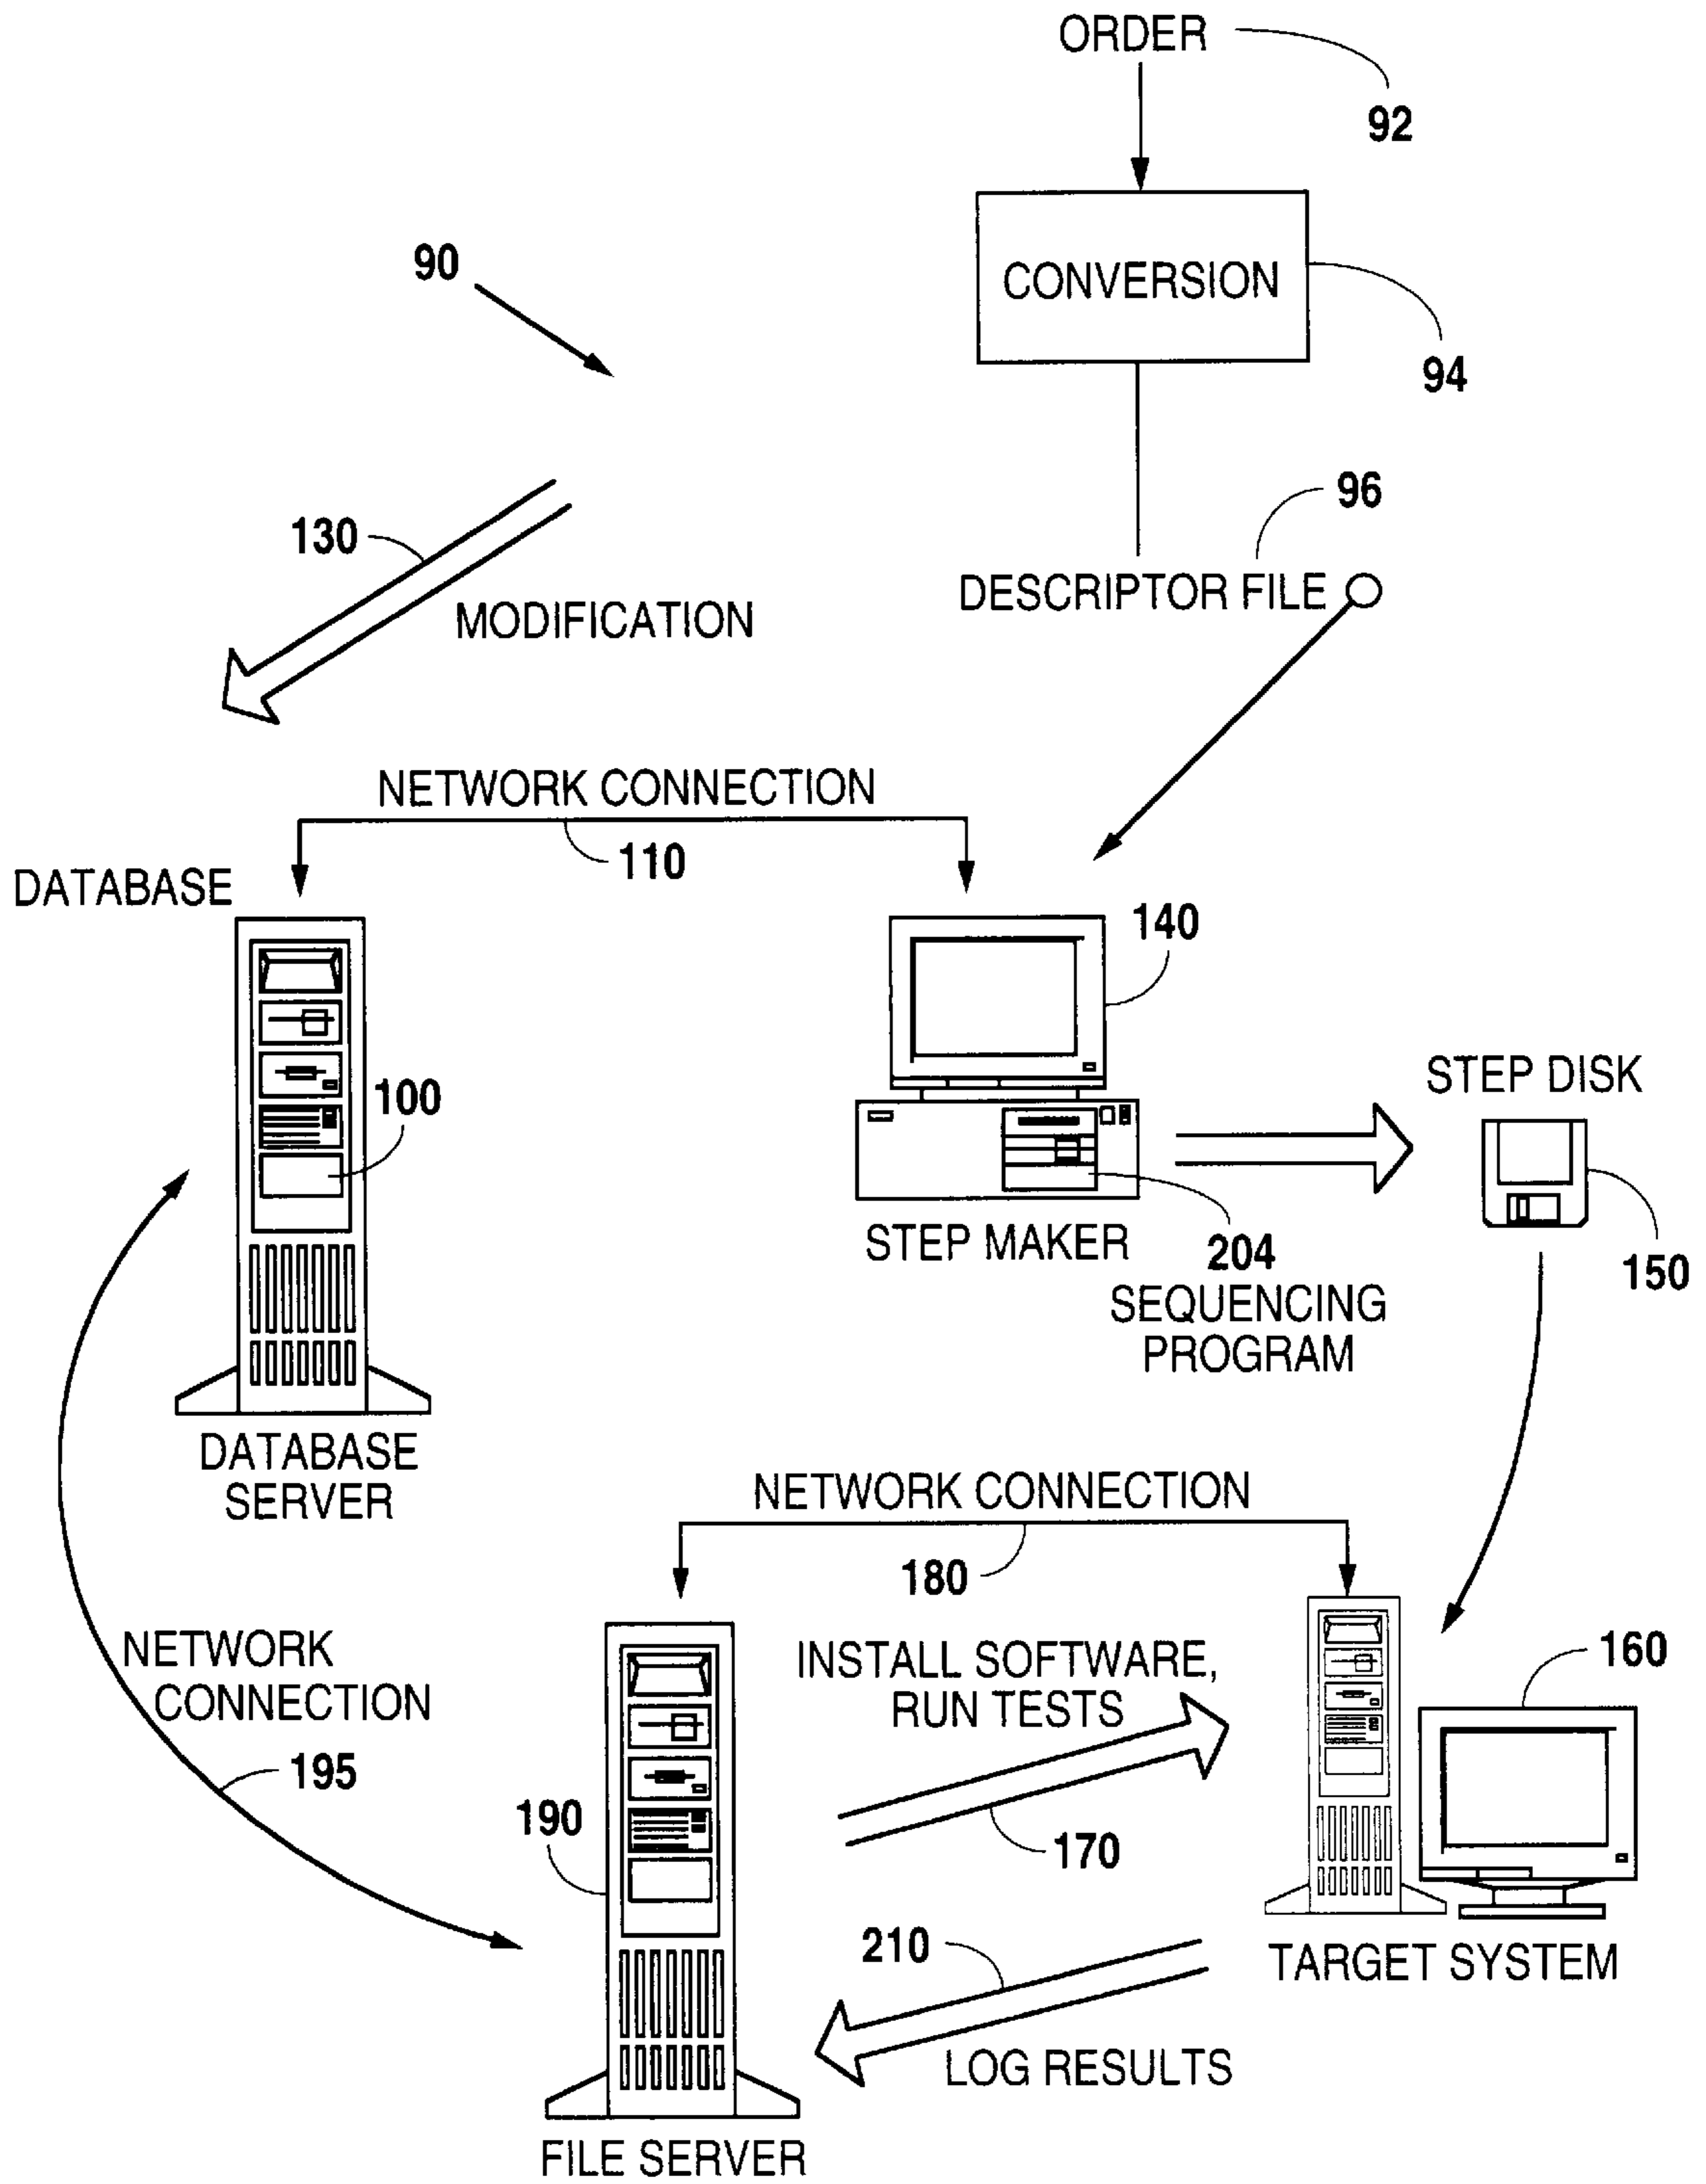 ORDER
92
CONVERSION
94
90
96
130
DESCRIPTOR FILE
MODIFICATION
NETWORK CONNECTION
110
DATABASE
140
100
STEP DISK
STEP MAKER
204
SEQUENCING
PROGRAM
150
DATABASE
SERVER
NETWORK CONNECTION
180
NETWORK
CONNECTION
195
INSTALL SOFTWARE,
RUN TESTS
160
190
170
210
TARGET SYSTEM
LOG RESULTS
FILE SERVER